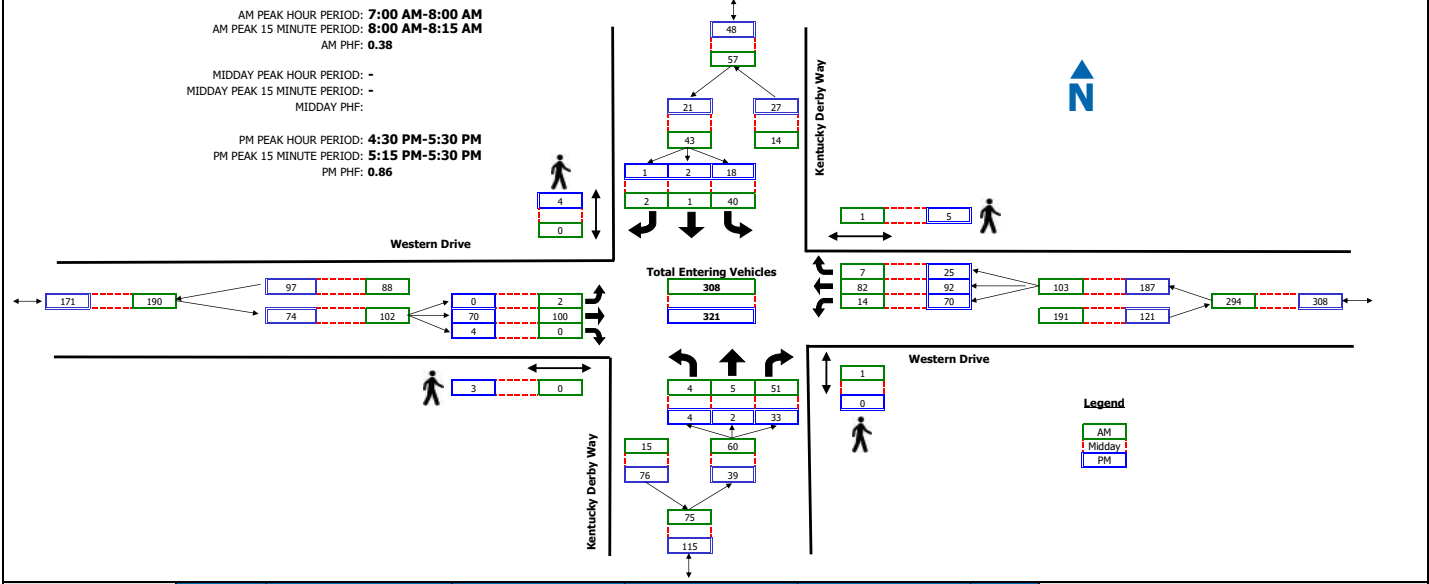 AM PEAK HOUR PERIOD: 7:00 AM-8:00 AM
AM PEAK 15 MINUTE PERIOD: 8:00 AM-8:15 AM
AM PHF: 0.38
MIDDAY PEAK HOUR PERIOD: -
MIDDAY PEAK 15 MINUTE PERIOD: -
MIDDAY PHF:
PM PEAK HOUR PERIOD: 4:30 PM-5:30 PM
PM PEAK 15 MINUTE PERIOD: 5:15 PM-5:30 PM
PM PHF: 0.86
48
57
21 27
43 14
1 2 18
2 1 40
Kentucky Derby Way
N
4
0
1 5
Western Drive
171 190
97 88
74 102
0 2
70 100
4 0
Total Entering Vehicles
308
321
7 25
82 92
14 70
103 187
191 121
294 308
Western Drive
3 0
4 5 51
4 2 33
15 60
76 39
75
115
Kentucky Derby Way
1
0
Legend
AM
Midday
PM